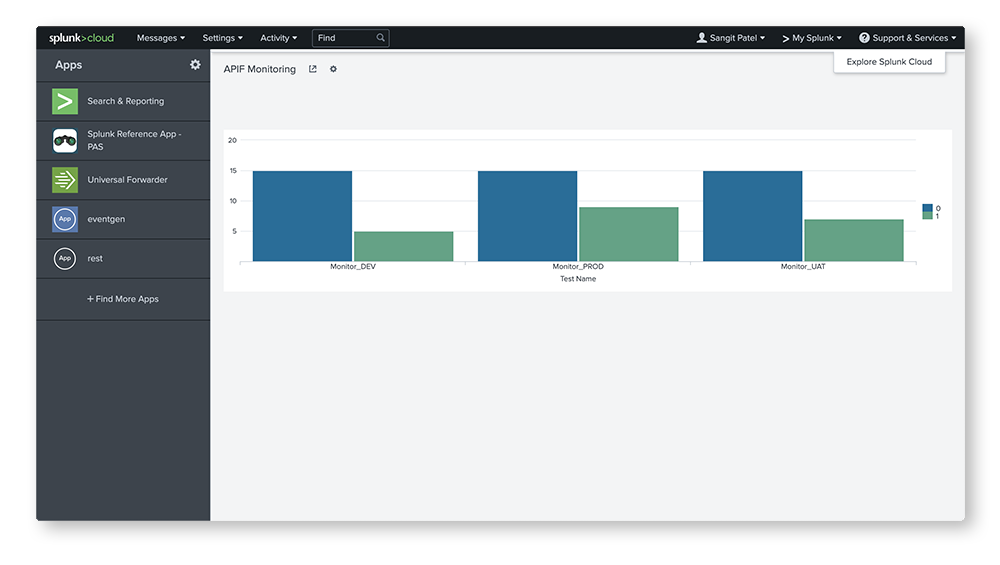 splunk>cloud Messages Settings Activity Find Sangit Patel My Splunk Support & Services
Explore Splunk Cloud
Apps
Search & Reporting
Splunk Reference App -
PAS
Universal Forwarder
App eventgen
App rest
+ Find More Apps
APIF Monitoring
20
15
10
5
Monitor_DEV Monitor_PROD Monitor_UAT
Test Name
0
1